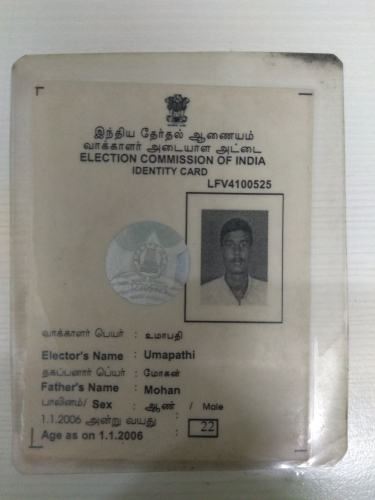 இந்திய தேர்தல் ஆணையம்
வாக்காளர் அடையாள அட்டை
ELECTION COMMISSION OF INDIA
IDENTITY CARD
LFV4100525
வாக்காளர் பெயர் : உமாபதி
Elector's Name : Umapathi
தகப்பனார் பெயர் : மோகன்
Father's Name : Mohan
பாலினம்/ Sex : ஆண் / Male
1.1.2006 அன்று வயது :
Age as on 1.1.2006 : 22